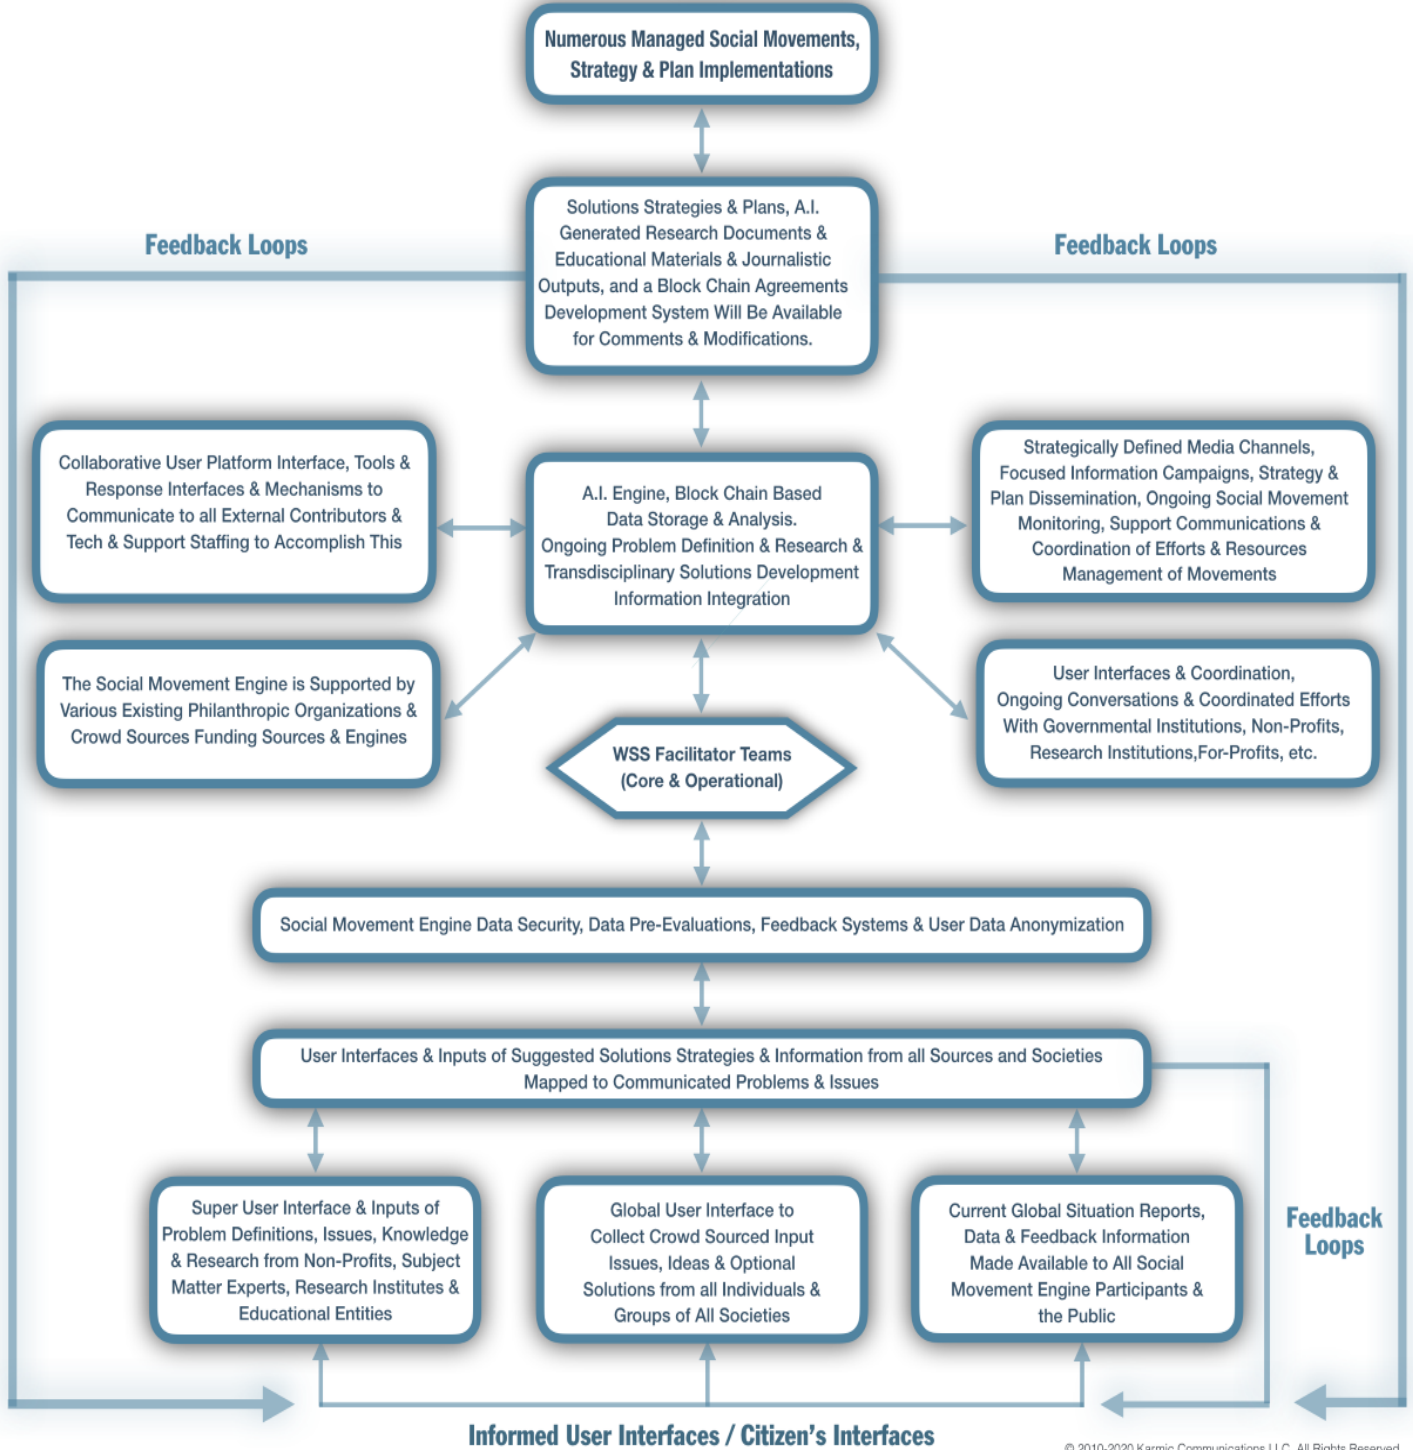 Numerous Managed Social Movements,
Strategy & Plan Implementations
Solutions Strategies & Plans, A.I.
Generated Research Documents &
Educational Materials & Journalistic
Outputs, and a Block Chain Agreements
Development System Will Be Available
for Comments & Modifications.
Feedback Loops
Feedback Loops
Collaborative User Platform Interface, Tools &
Response Interfaces & Mechanisms to
Communicate to all External Contributors &
Tech & Support Staffing to Accomplish This
A.I. Engine, Block Chain Based
Data Storage & Analysis.
Ongoing Problem Definition & Research &
Transdisciplinary Solutions Development
Information Integration
Strategically Defined Media Channels,
Focused Information Campaigns, Strategy &
Plan Dissemination, Ongoing Social Movement
Monitoring, Support Communications &
Coordination of Efforts & Resources
Management of Movements
The Social Movement Engine is Supported by
Various Existing Philanthropic Organizations &
Crowd Sources Funding Sources & Engines
User Interfaces & Coordination,
Ongoing Conversations & Coordinated Efforts
With Governmental Institutions, Non-Profits,
Research Institutions,For-Profits, etc.
WSS Facilitator Teams
(Core & Operational)
Social Movement Engine Data Security, Data Pre-Evaluations, Feedback Systems & User Data Anonymization
User Interfaces & Inputs of Suggested Solutions Strategies & Information from all Sources and Societies
Mapped to Communicated Problems & Issues
Super User Interface & Inputs of
Problem Definitions, Issues, Knowledge
& Research from Non-Profits, Subject
Matter Experts, Research Institutes &
Educational Entities
Global User Interface to
Collect Crowd Sourced Input
Issues, Ideas & Optional
Solutions from all Individuals &
Groups of All Societies
Current Global Situation Reports,
Data & Feedback Information
Made Available to All Social
Movement Engine Participants &
the Public
Feedback
Loops
Informed User Interfaces / Citizen's Interfaces
© 2010-2020 Karmic Communications LLC, All Rights Reserved